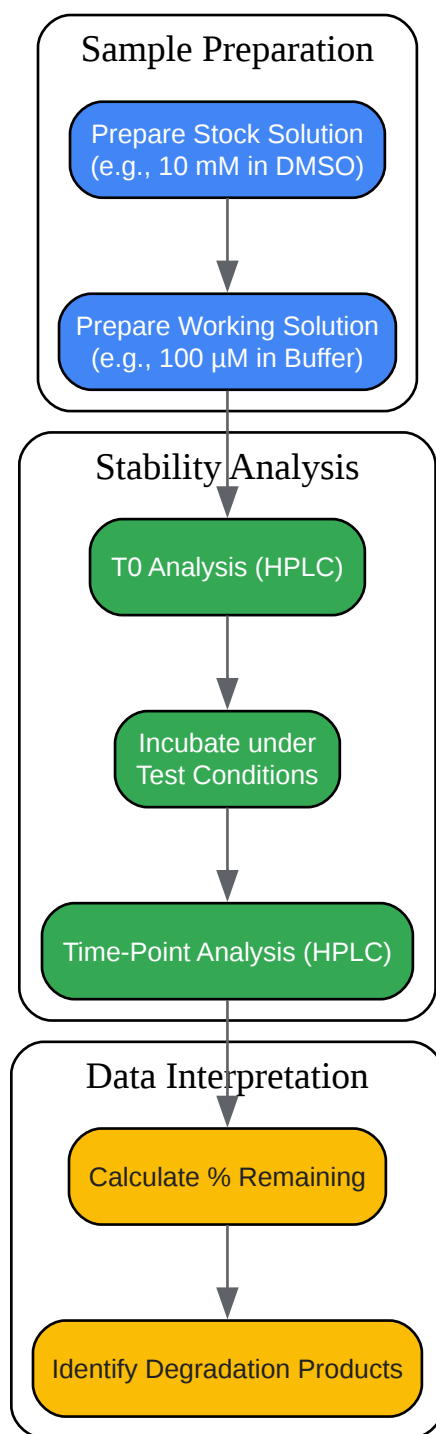 Sample Preparation
Prepare Stock Solution
(e.g., 10 mM in DMSO)
Prepare Working Solution
(e.g., 100 µM in Buffer)
Stability Analysis
T0 Analysis (HPLC)
Incubate under
Test Conditions
Time-Point Analysis (HPLC)
Data Interpretation
Calculate % Remaining
Identify Degradation Products